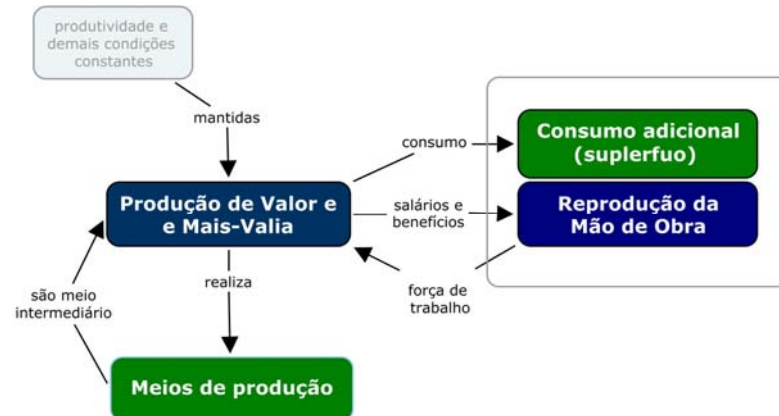 produtividade e
demais condições
constantes
mantidas
consumo
Consumo adicional
(suplerfuo)
Produção de Valor e
e Mais-Valia
salários e
benefícios
Reprodução da
Mão de Obra
realiza
força de
trabalho
são meio
intermediário
Meios de produção